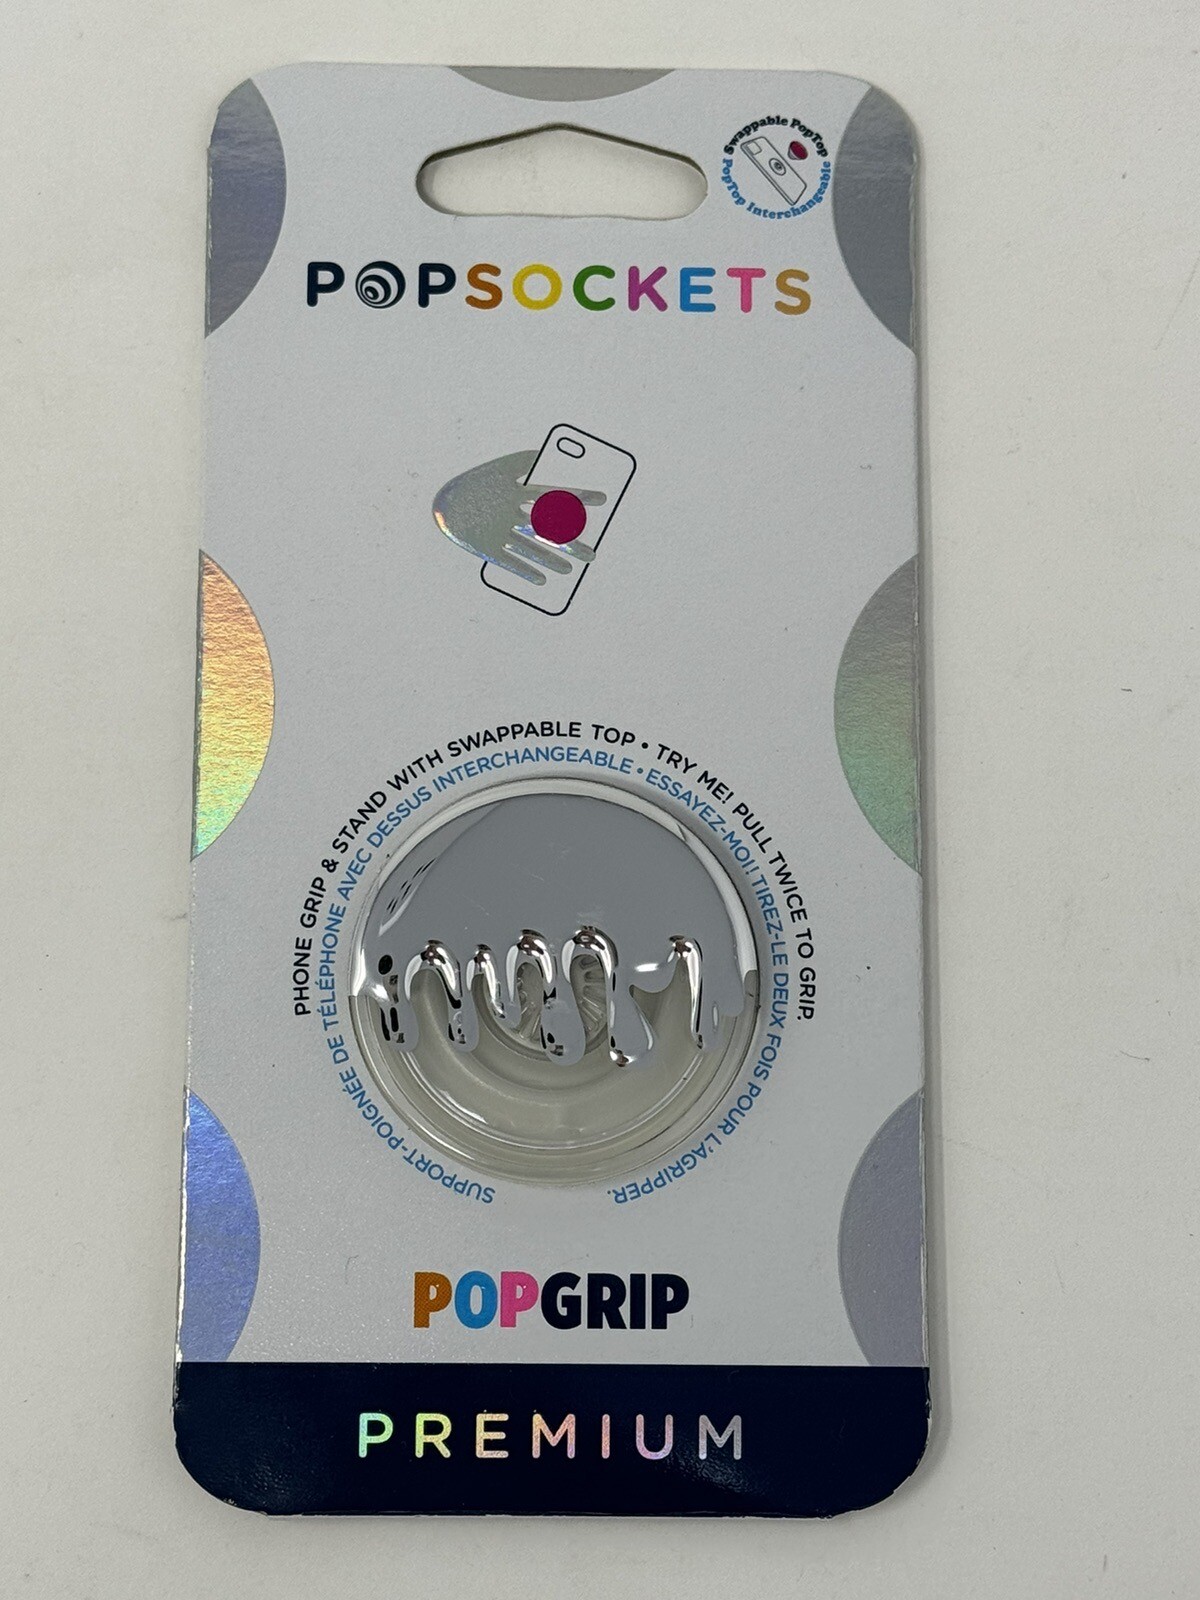 Swappable PopTop
PopTop Interchangeable
POPSOCKETS
PHONE GRIP & STAND WITH SWAPPABLE TOP • TRY ME! PULL TWICE TO GRIP.
SUPPORT-POIGNÉE DE TÉLÉPHONE AVEC DESSUS INTERCHANGEABLE • ESSAYEZ-MOI! TIREZ-LE DEUX FOIS POUR L'AGRIPPER.
POPGRIP
PREMIUM